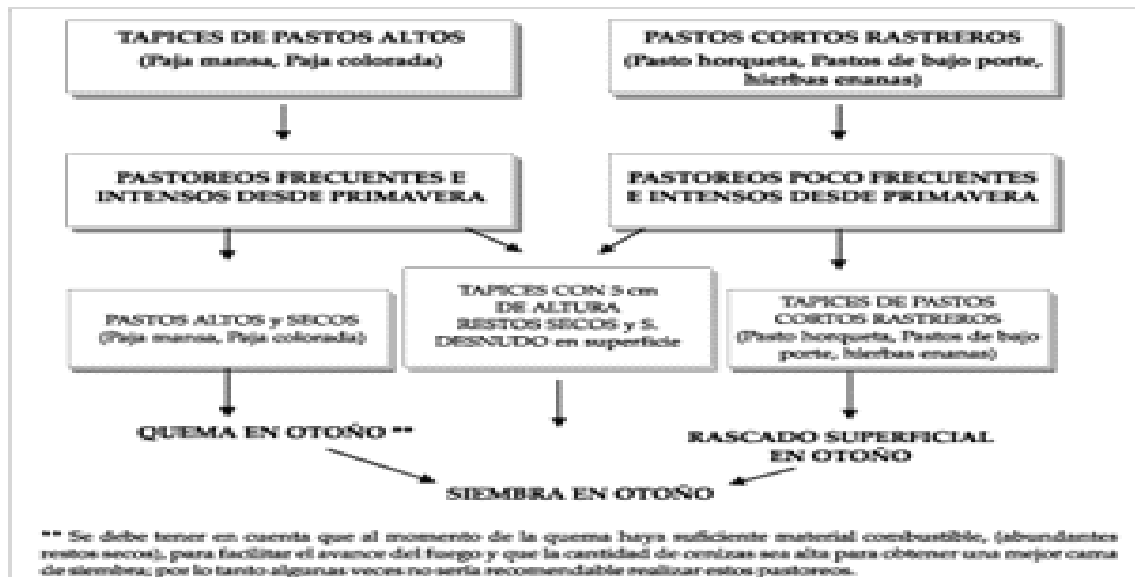 TAPICES DE PASTOS ALTOS
(Paja mansa, Paja colorada)
PASTOS CORTOS RASTREROS
(Pasto horqueta, Pastos de bajo porte,
hierbas enanas)
PASTOREOS FRECUENTES E
INTENSOS DESDE PRIMAVERA
PASTOREOS POCO FRECUENTES
E INTENSOS DESDE PRIMAVERA
PASTOS ALTOS y SECOS
(Paja mansa, Paja colorada)
TAPICES CON 5 cm
DE ALTURA
RESTOS SECOS y S.
DESNUDO en superficie
TAPICES DE PASTOS
CORTOS RASTREROS
(Pasto horqueta, Pastos de bajo
porte, hierbas enanas)
QUEMA EN OTOÑO **
RASCADO SUPERFICIAL
EN OTOÑO
SIEMBRA EN OTOÑO
** Se debe tener en cuenta que al momento de la quema haya suficiente material combustible, (abundantes
restos secos), para facilitar el avance del fuego y que la cantidad de cenizas sea alta para obtener una mejor cama
de siembra; por lo tanto algunas veces no sería recomendable realizar estos pastoreos.